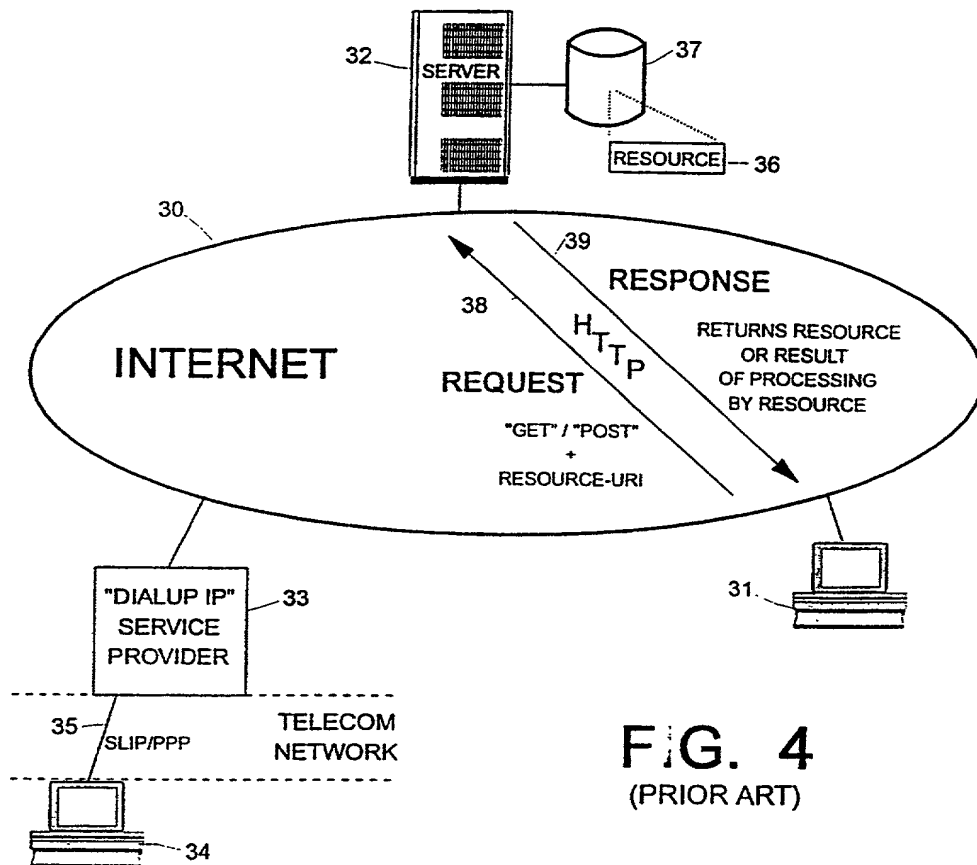 32
SERVER
37
RESOURCE
36
30
39
RESPONSE
38
HTTP
RETURNS RESOURCE
OR RESULT
OF PROCESSING
BY RESOURCE
INTERNET
REQUEST
"GET" / "POST"
+
RESOURCE-URI
"DIALUP IP"
SERVICE
PROVIDER
33
31
35
SLIP/PPP
TELECOM
NETWORK
34
FIG. 4
(PRIOR ART)